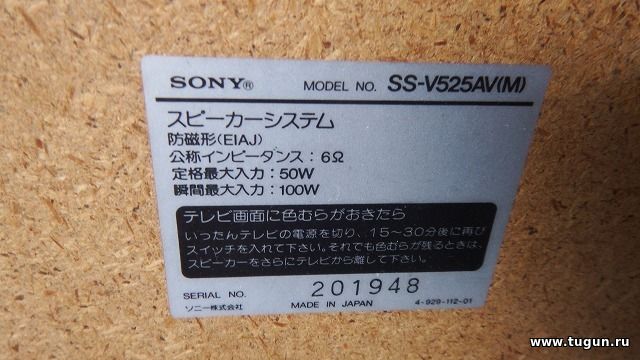 SONY® MODEL NO. SS-V525AV(M)
スピーカーシステム
防磁形(EIAJ)
公称インピーダンス：6Ω
定格最大入力：50W
瞬間最大入力：100W
テレビ画面に色むらがおきたら
いったんテレビの電源を切り、15〜30分後に再び
スイッチを入れて下さい。それでも色むらが残るときは、
スピーカーをさらにテレビから離して下さい。
SERIAL NO. 201948
ソニー株式会社 MADE IN JAPAN 4-929-112-01
www.tugun.ru